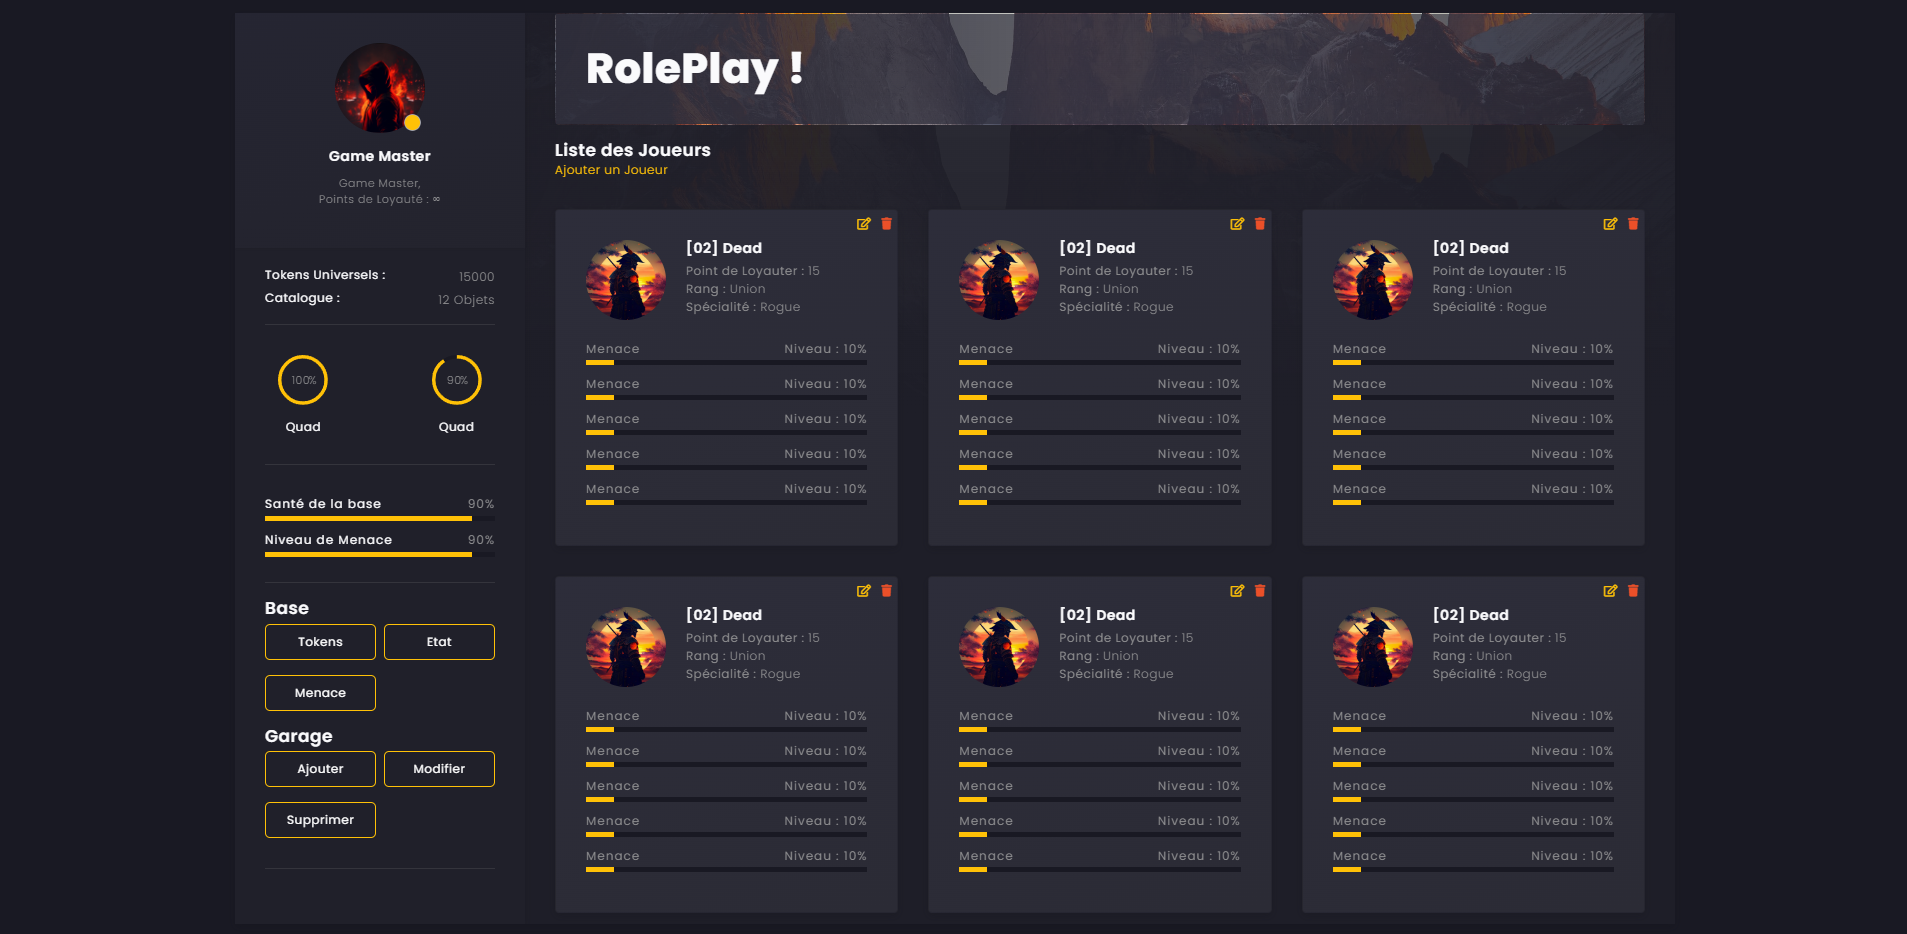 Game Master
Game Master,
Points de Loyauté : ∞
Tokens Universels : 15000
Catalogue : 12 Objets
100% 90%
Quad Quad
Santé de la base 90%
Niveau de Menace 90%
Base
Tokens Etat
Menace
Garage
Ajouter Modifier
Supprimer
RolePlay !
Liste des Joueurs
Ajouter un Joueur
[02] Dead
Point de Loyauter : 15
Rang : Union
Spécialité : Rogue
Menace Niveau : 10%
Menace Niveau : 10%
Menace Niveau : 10%
Menace Niveau : 10%
Menace Niveau : 10%
[02] Dead
Point de Loyauter : 15
Rang : Union
Spécialité : Rogue
Menace Niveau : 10%
Menace Niveau : 10%
Menace Niveau : 10%
Menace Niveau : 10%
Menace Niveau : 10%
[02] Dead
Point de Loyauter : 15
Rang : Union
Spécialité : Rogue
Menace Niveau : 10%
Menace Niveau : 10%
Menace Niveau : 10%
Menace Niveau : 10%
Menace Niveau : 10%
[02] Dead
Point de Loyauter : 15
Rang : Union
Spécialité : Rogue
Menace Niveau : 10%
Menace Niveau : 10%
Menace Niveau : 10%
Menace Niveau : 10%
Menace Niveau : 10%
[02] Dead
Point de Loyauter : 15
Rang : Union
Spécialité : Rogue
Menace Niveau : 10%
Menace Niveau : 10%
Menace Niveau : 10%
Menace Niveau : 10%
Menace Niveau : 10%
[02] Dead
Point de Loyauter : 15
Rang : Union
Spécialité : Rogue
Menace Niveau : 10%
Menace Niveau : 10%
Menace Niveau : 10%
Menace Niveau : 10%
Menace Niveau : 10%